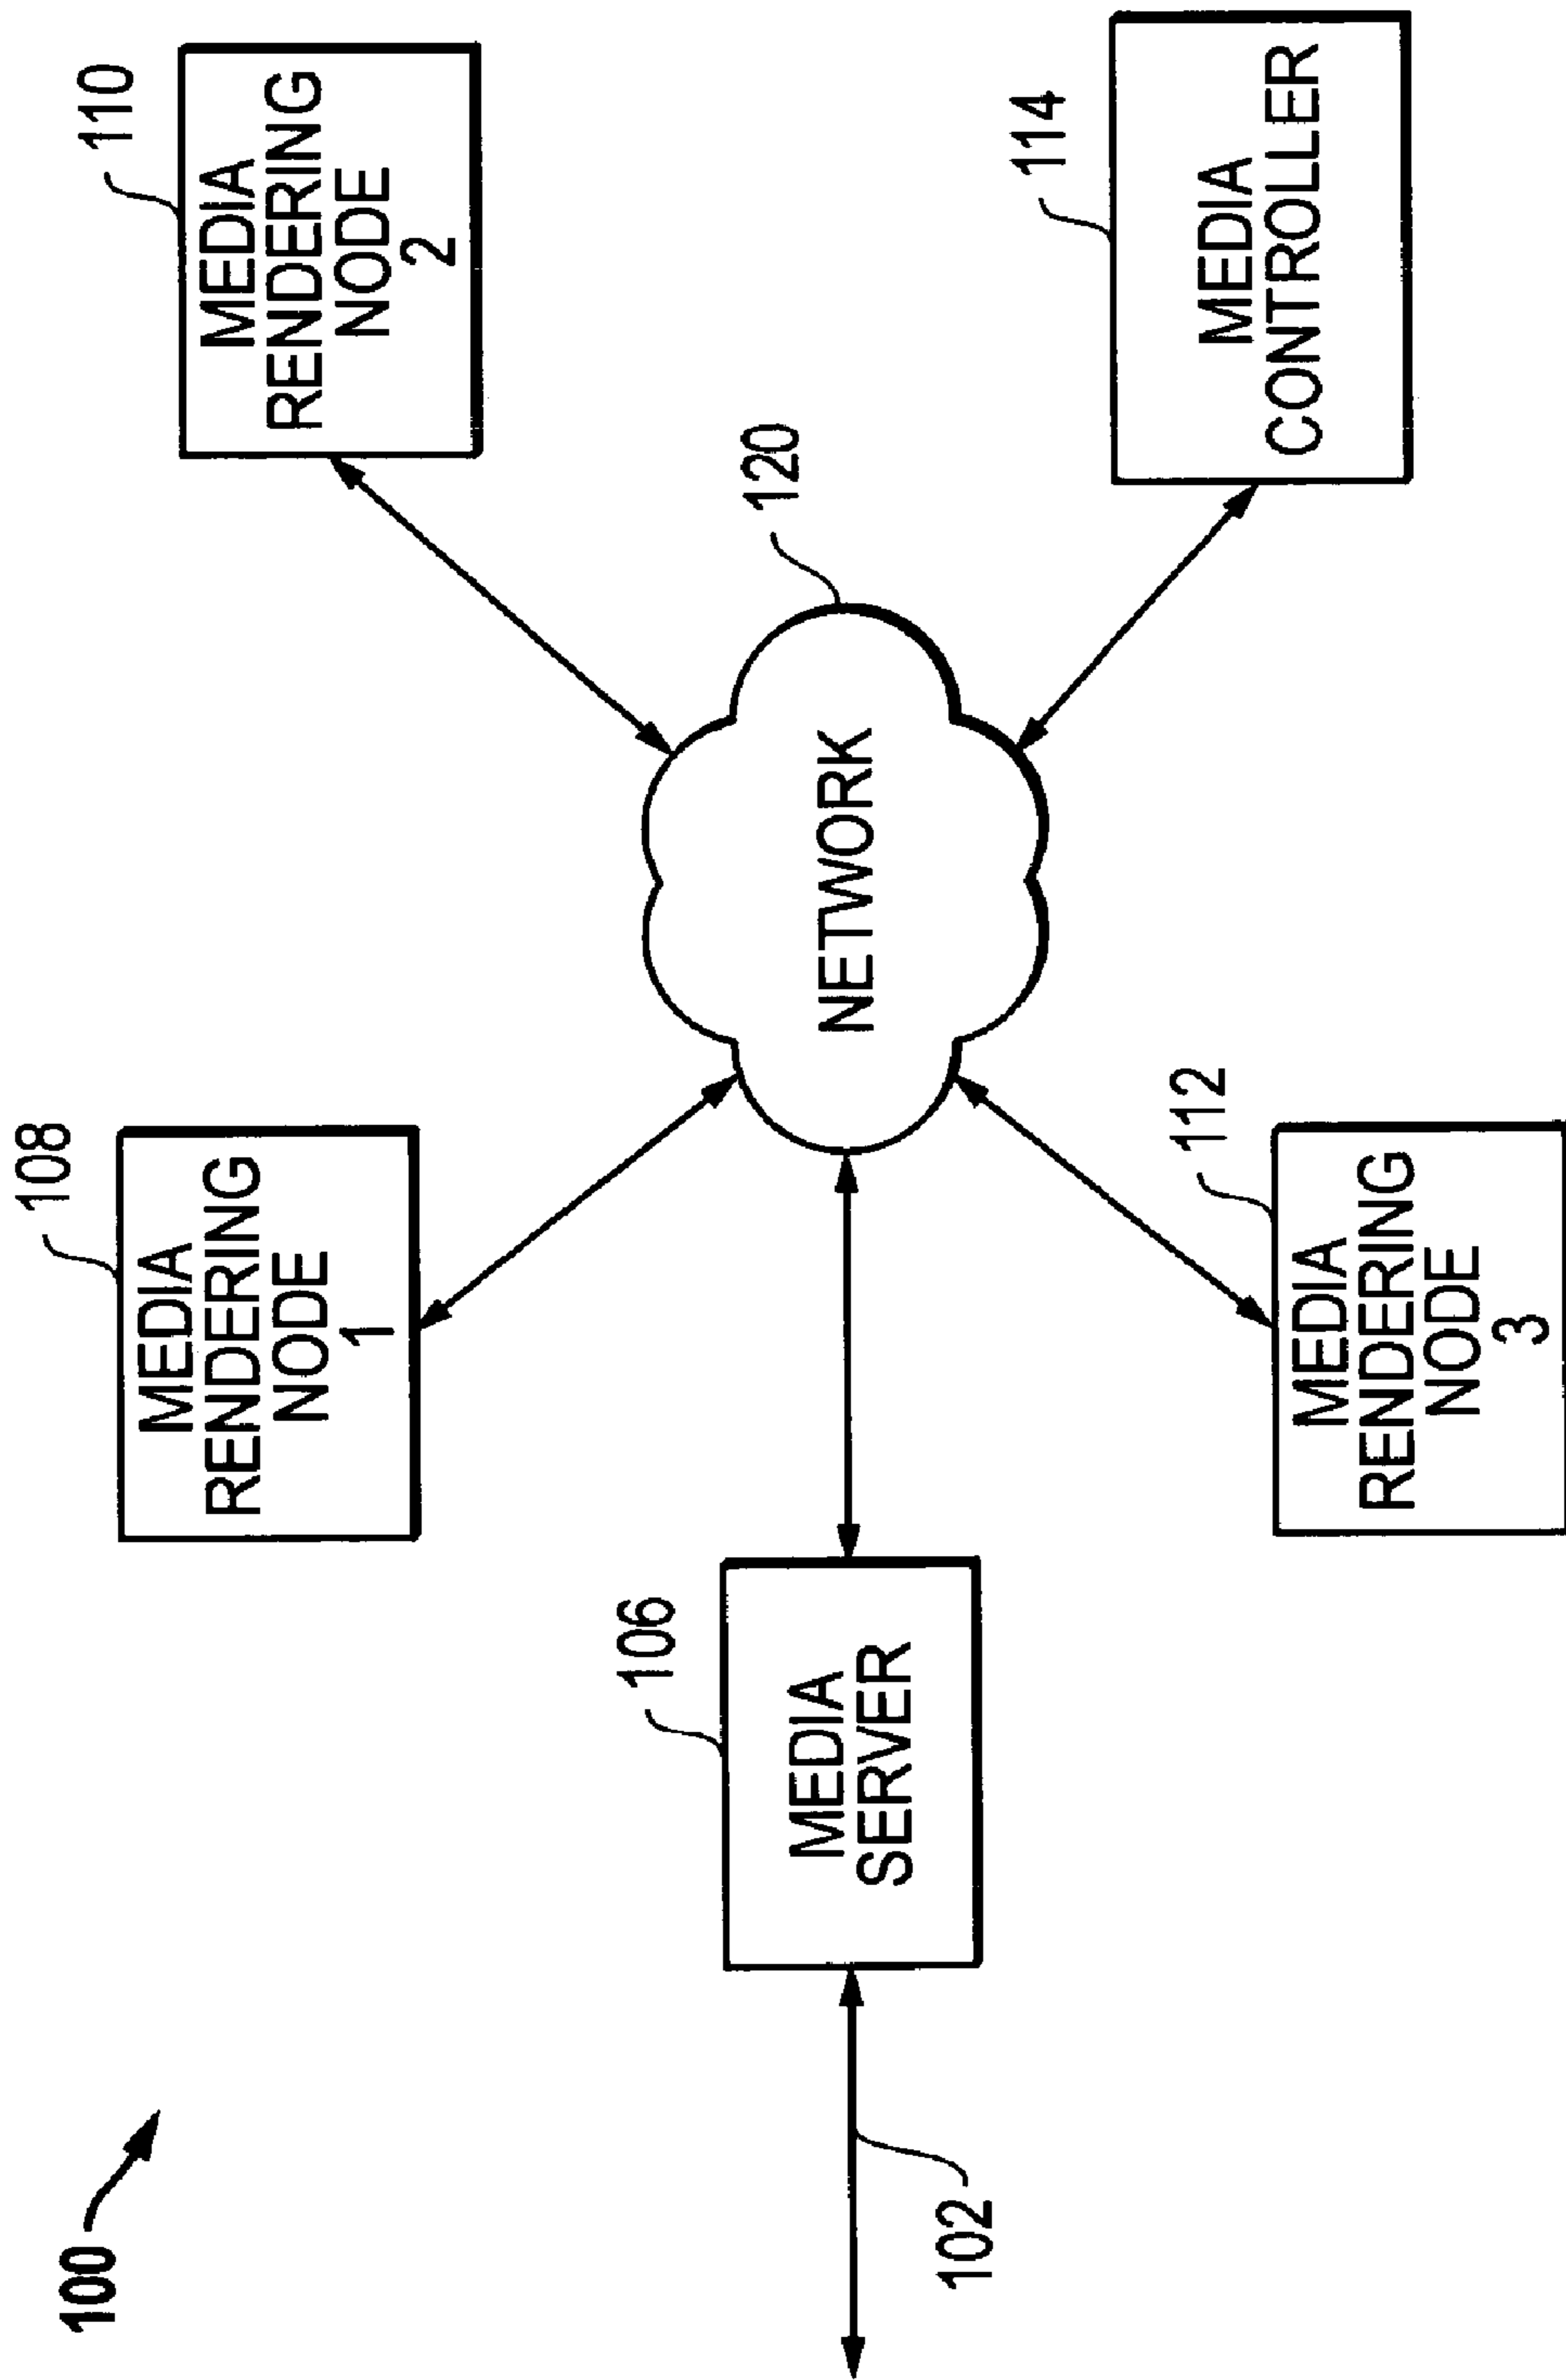 100
102
106
MEDIA
SERVER
108
MEDIA
RENDERING
NODE
1
112
MEDIA
RENDERING
NODE
3
120
NETWORK
110
MEDIA
RENDERING
NODE
2
114
MEDIA
CONTROLLER